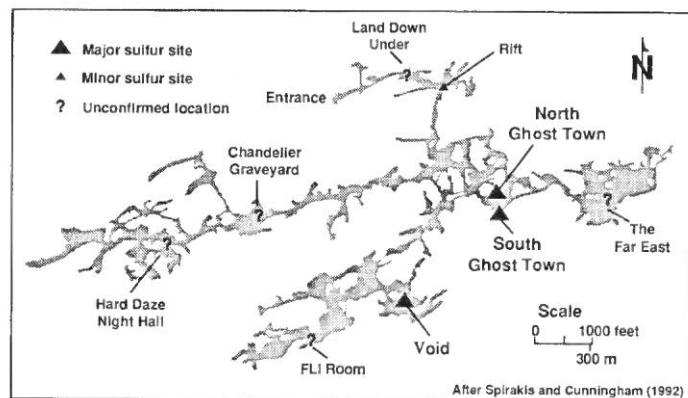 Major sulfur site
Minor sulfur site
? Unconfirmed location
Land Down
Under
?
Rift
Entrance
N
North
Ghost Town
Chandelier
Graveyard
?
?
South
Ghost Town
The
Far East
?
Hard Daze
Night Hall
Void
?
FLI Room
Scale
0 1000 feet
300 m
After Spirakis and Cunningham (1992)